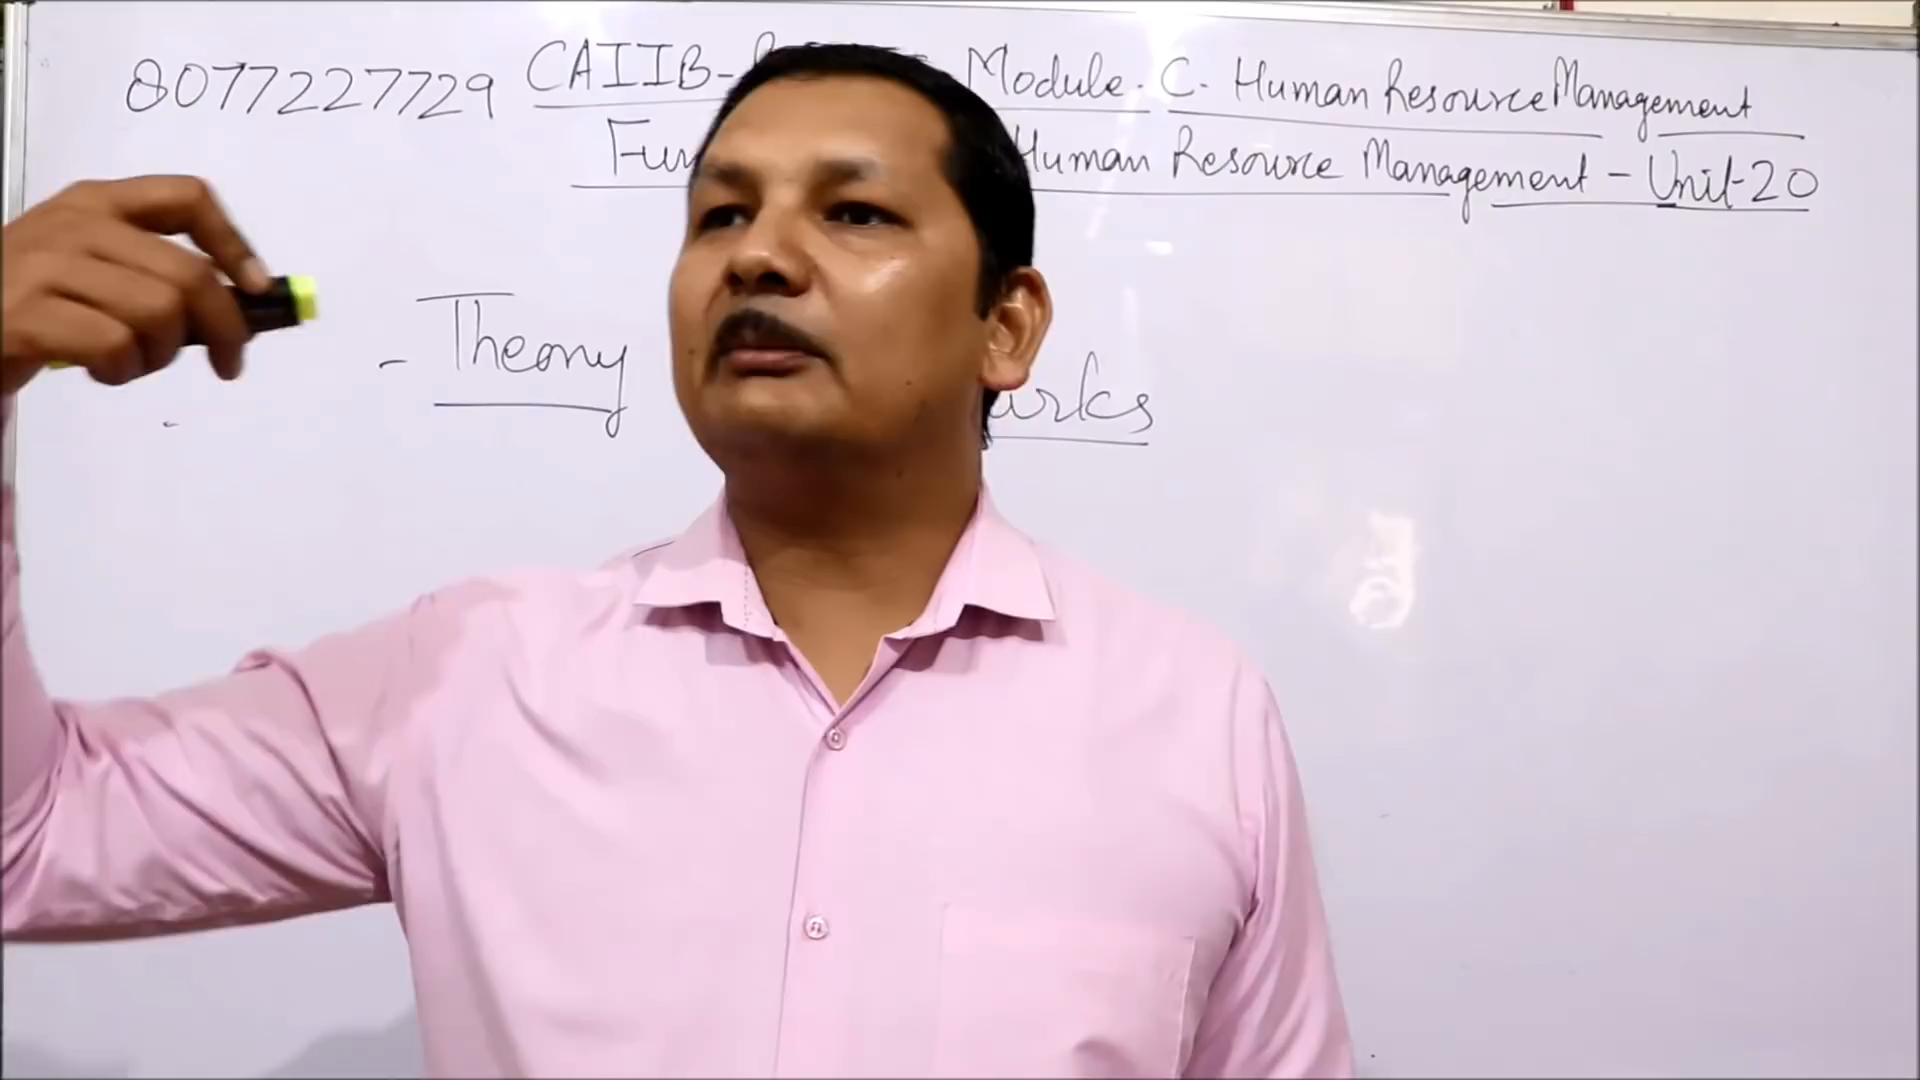 8077227729 CAIIB- Module. C. Human Resource Management
Human Resource Management - Unit-20
- Theory